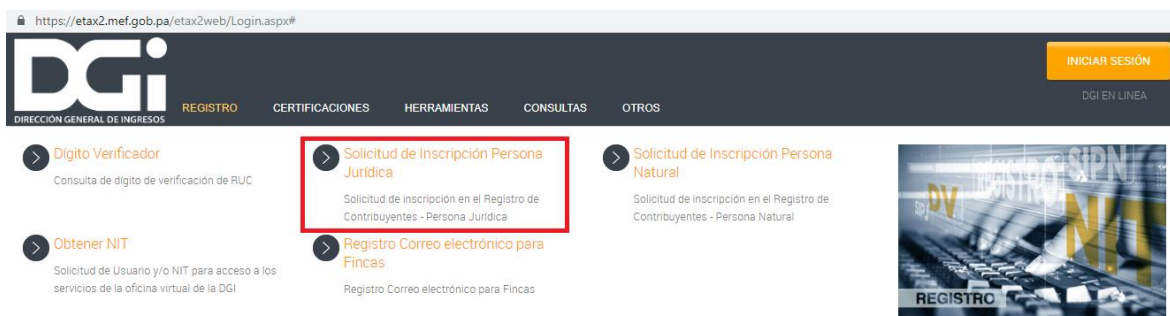 https://etax2.mef.gob.pa/etax2web/Login.aspx#
DGi
DIRECCIÓN GENERAL DE INGRESOS
REGISTRO CERTIFICACIONES HERRAMIENTAS CONSULTAS OTROS
INICIAR SESIÓN
DGI EN LINEA
Dígito Verificador
Consulta de dígito de verificación de RUC
Solicitud de Inscripción Persona
Jurídica
Solicitud de inscripción en el Registro de
Contribuyentes - Persona Jurídica
Solicitud de Inscripción Persona
Natural
Solicitud de inscripción en el Registro de
Contribuyentes - Persona Natural
Obtener NIT
Solicitud de Usuario y/o NIT para acceso a los
servicios de la oficina virtual de la DGI
Registro Correo electrónico para
Fincas
Registro Correo electrónico para Fincas
SIPN
DV
REGISTRO
NIT
SIPJ
REGISTRO